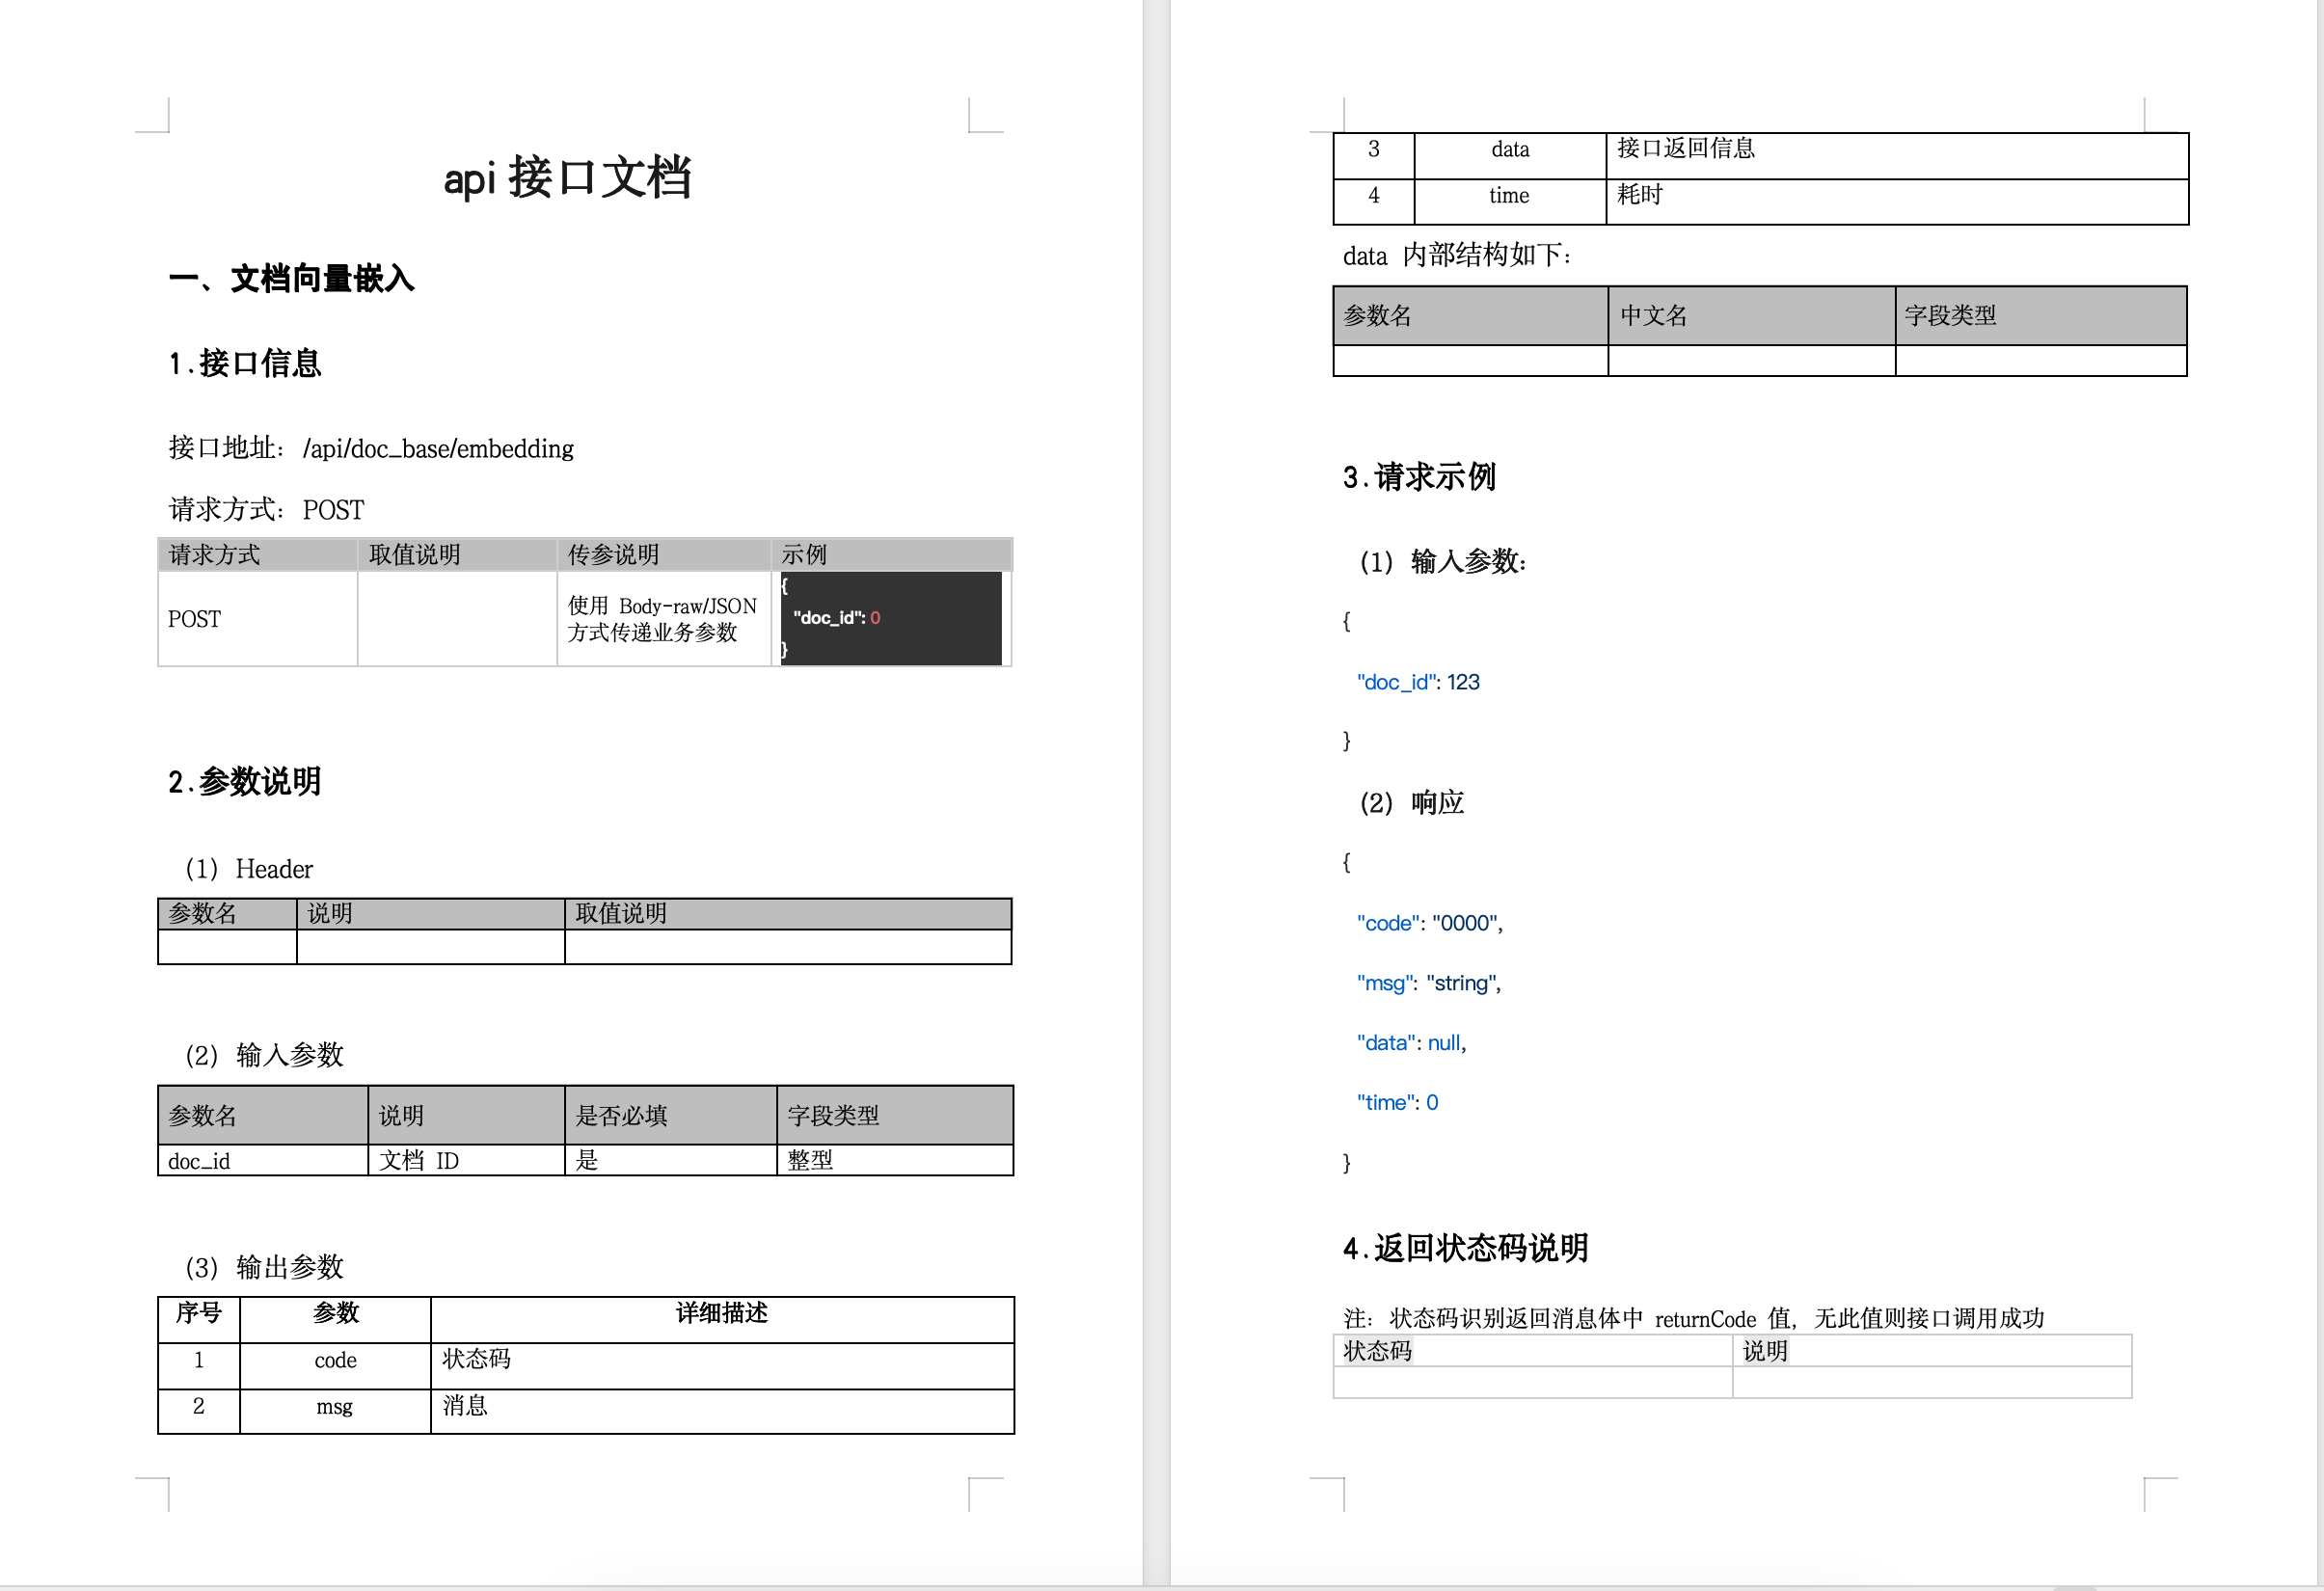 api 接口文档
一、文档向量嵌入
1.接口信息
接口地址：/api/doc_base/embedding
请求方式：POST
请求方式 取值说明 传参说明 示例
POST 使用 Body-raw/JSON 方式传递业务参数 {
"doc_id": 0
}
2.参数说明
（1）Header
参数名 说明 取值说明
（2）输入参数
参数名 说明 是否必填 字段类型
doc_id 文档 ID 是 整型
（3）输出参数
序号 参数 详细描述
1 code 状态码
2 msg 消息
3 data 接口返回信息
4 time 耗时
data 内部结构如下：
参数名 中文名 字段类型
3.请求示例
（1）输入参数：
{
"doc_id": 123
}
（2）响应
{
"code": "0000",
"msg": "string",
"data": null,
"time": 0
}
4.返回状态码说明
注：状态码识别返回消息体中 returnCode 值，无此值则接口调用成功
状态码 说明